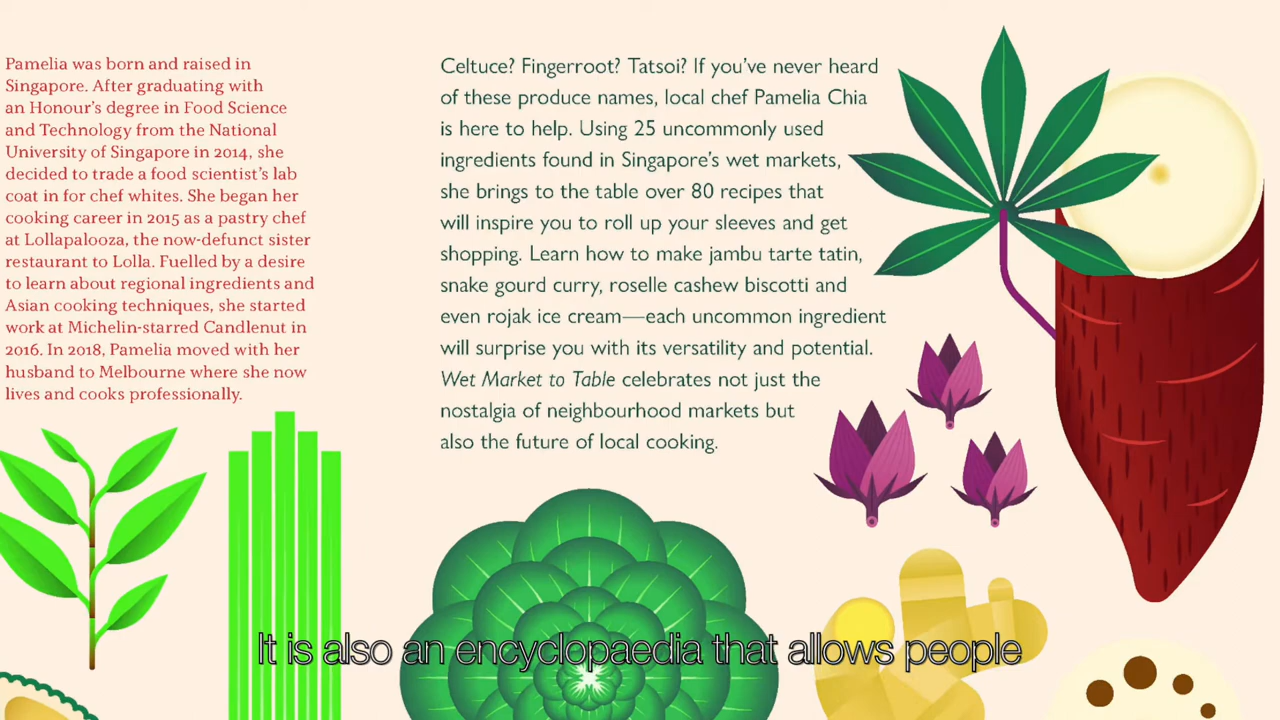 Pamelia was born and raised in
Singapore. After graduating with
an Honour's degree in Food Science
and Technology from the National
University of Singapore in 2014, she
decided to trade a food scientist's lab
coat in for chef whites. She began her
cooking career in 2015 as a pastry chef
at Lollapalooza, the now-defunct sister
restaurant to Lolla. Fuelled by a desire
to learn about regional ingredients and
Asian cooking techniques, she started
work at Michelin-starred Candlenut in
2016. In 2018, Pamelia moved with her
husband to Melbourne where she now
lives and cooks professionally.
Celtuce? Fingerroot? Tatsoi? If you've never heard
of these produce names, local chef Pamelia Chia
is here to help. Using 25 uncommonly used
ingredients found in Singapore's wet markets,
she brings to the table over 80 recipes that
will inspire you to roll up your sleeves and get
shopping. Learn how to make jambu tarte tatin,
snake gourd curry, roselle cashew biscotti and
even rojak ice cream—each uncommon ingredient
will surprise you with its versatility and potential.
Wet Market to Table celebrates not just the
nostalgia of neighbourhood markets but
also the future of local cooking.
It is also an encyclopaedia that allows people